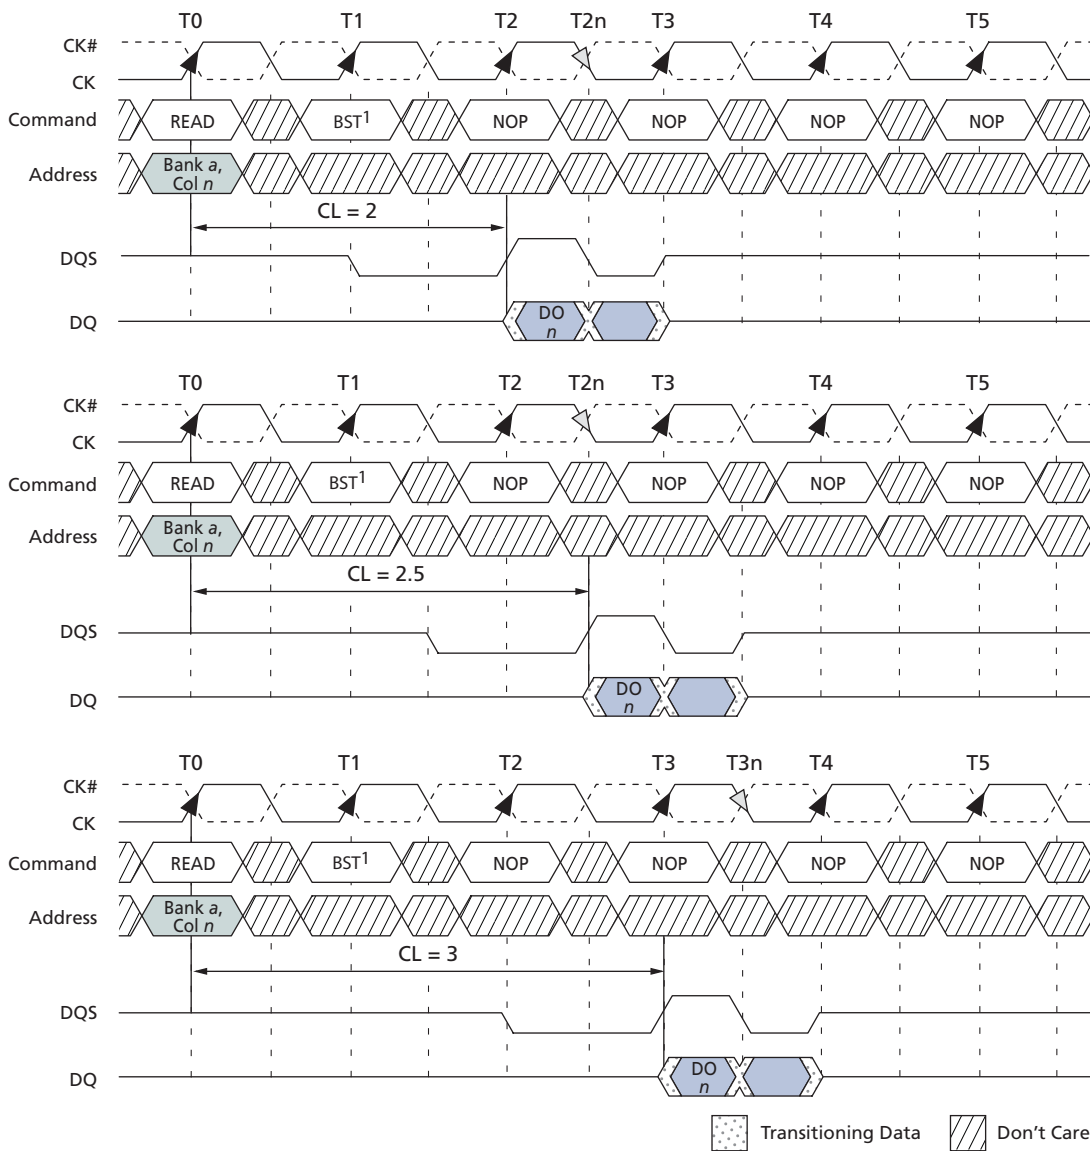 T0 T1 T2 T2n T3 T4 T5
CK#
CK
Command READ BST1 NOP NOP NOP NOP
Address Bank a,
Col n
CL = 2
DQS
DQ DO
n
T0 T1 T2 T2n T3 T4 T5
CK#
CK
Command READ BST1 NOP NOP NOP NOP
Address Bank a,
Col n
CL = 2.5
DQS
DQ DO
n
T0 T1 T2 T3 T3n T4 T5
CK#
CK
Command READ BST1 NOP NOP NOP NOP
Address Bank a,
Col n
CL = 3
DQS
DQ DO
n
Transitioning Data Don't Care